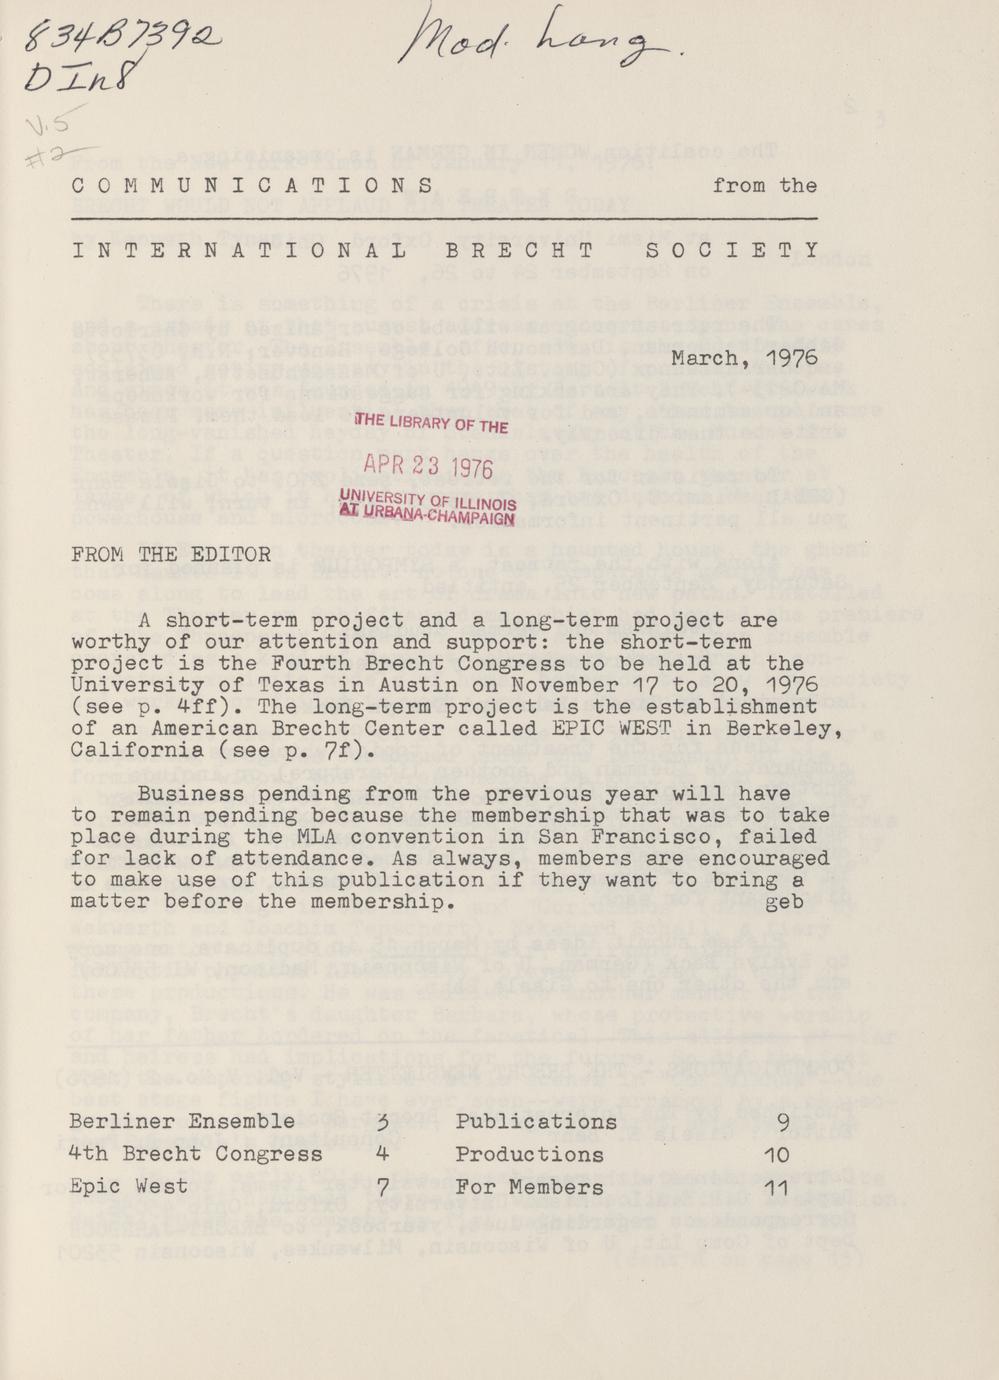 834B7392
DIn8
Mod. Lang.
V.5
#2
COMMUNICATIONS from the
INTERNATIONAL BRECHT SOCIETY
March, 1976
THE LIBRARY OF THE
APR 23 1976
UNIVERSITY OF ILLINOIS
AT URBANA-CHAMPAIGN
FROM THE EDITOR
A short-term project and a long-term project are
worthy of our attention and support: the short-term
project is the Fourth Brecht Congress to be held at the
University of Texas in Austin on November 17 to 20, 1976
(see p. 4ff). The long-term project is the establishment
of an American Brecht Center called EPIC WEST in Berkeley,
California (see p. 7f).
Business pending from the previous year will have
to remain pending because the membership that was to take
place during the MLA convention in San Francisco, failed
for lack of attendance. As always, members are encouraged
to make use of this publication if they want to bring a
matter before the membership. geb
Berliner Ensemble 3 Publications 9
4th Brecht Congress 4 Productions 10
Epic West 7 For Members 11